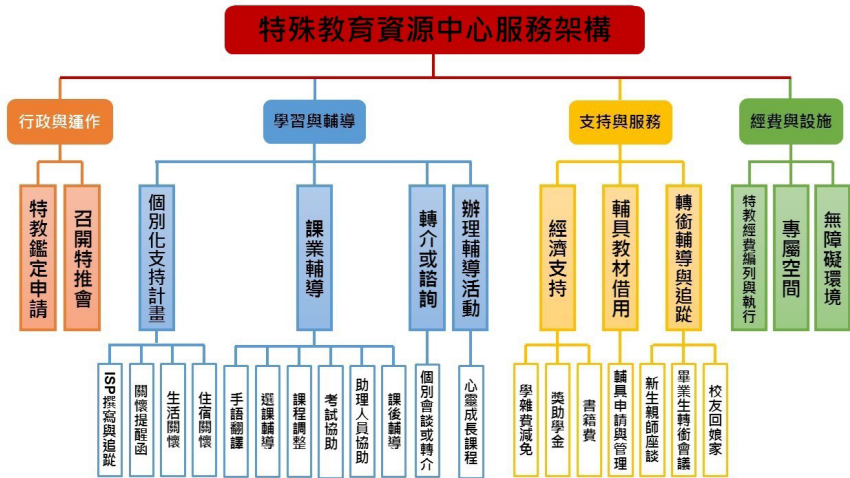 特殊教育資源中心服務架構
行政與運作
學習與輔導
支持與服務
經費與設施
特教鑑定申請
召開特推會
個別化支持計畫
課業輔導
轉介或諮詢
辦理輔導活動
經濟支持
輔具教材借用
轉銜輔導與追蹤
特教經費編列與執行
專屬空間
無障礙環境
ISP撰寫與追蹤
關懷提醒函
生活關懷
住宿關懷
手語翻譯
選課輔導
課程調整
考試協助
助理人員協助
課後輔導
個別會談或轉介
心靈成長課程
學雜費減免
獎助學金
書籍費
輔具申請與管理
新生親師座談
畢業生轉銜會議
校友回娘家